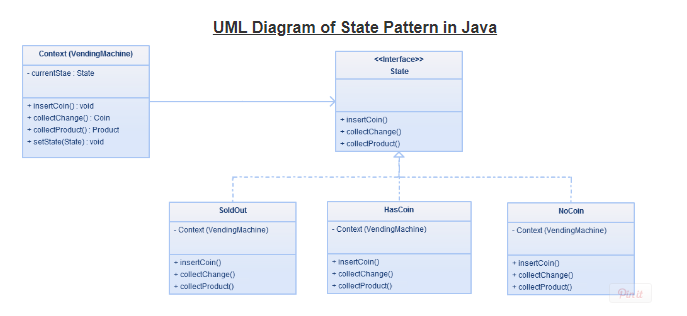 UML Diagram of State Pattern in Java
Context (VendingMachine)
- currentStae : State
+ insertCoin() : void
+ collectChange() : Coin
+ collectProduct() : Product
+ setState(State) : void
<<Interface>>
State
+ insertCoin()
+ collectChange()
+ collectProduct()
SoldOut
- Context (VendingMachine)
+ insertCoin()
+ collectChange()
+ collectProduct()
HasCoin
- Context (VendingMachine)
+ insertCoin()
+ collectChange()
+ collectProduct()
NoCoin
- Context (VendingMachine)
+ insertCoin()
+ collectChange()
+ collectProduct()
Pinit